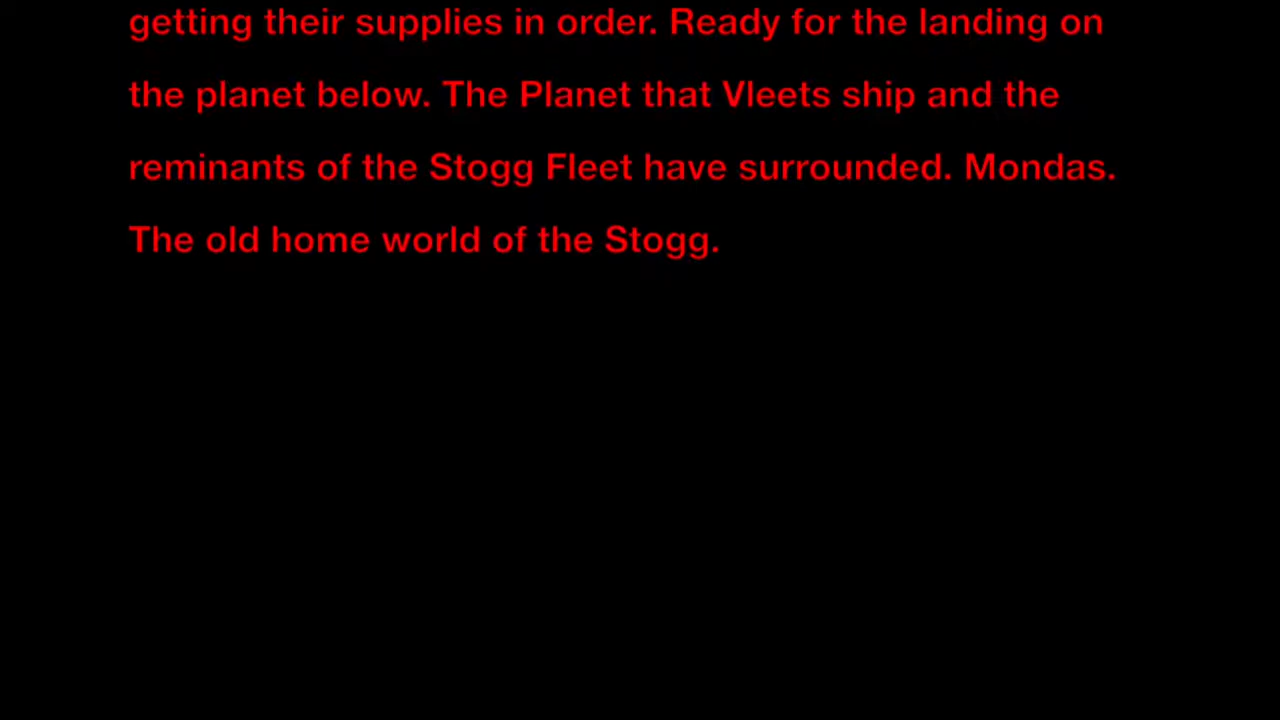 getting their supplies in order. Ready for the landing on
the planet below. The Planet that Vleets ship and the
reminants of the Stogg Fleet have surrounded. Mondas.
The old home world of the Stogg.